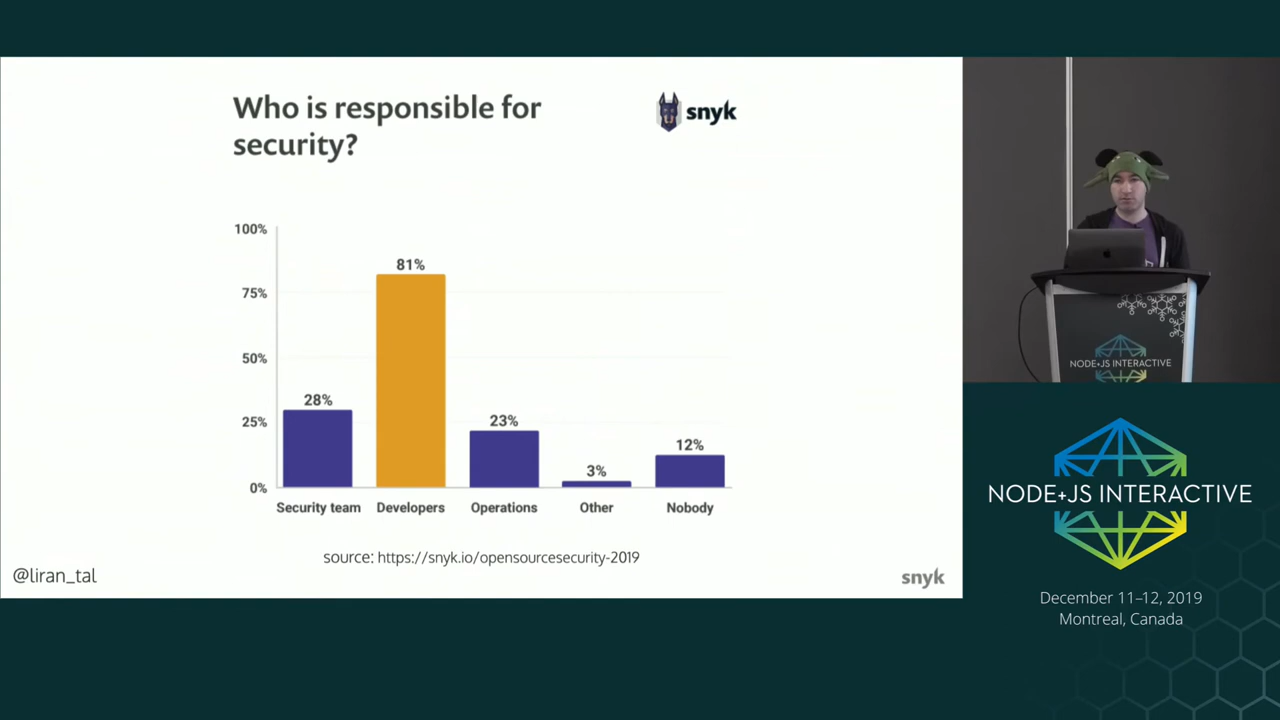 Who is responsible for
security?
snyk
100%
75%
50%
25%
0%
28%
81%
23%
3%
12%
Security team
Developers
Operations
Other
Nobody
source: https://snyk.io/opensourcesecurity-2019
@liran_tal
snyk
NODE+JS INTERACTIVE
NODE+JS INTERACTIVE
December 11–12, 2019
Montreal, Canada